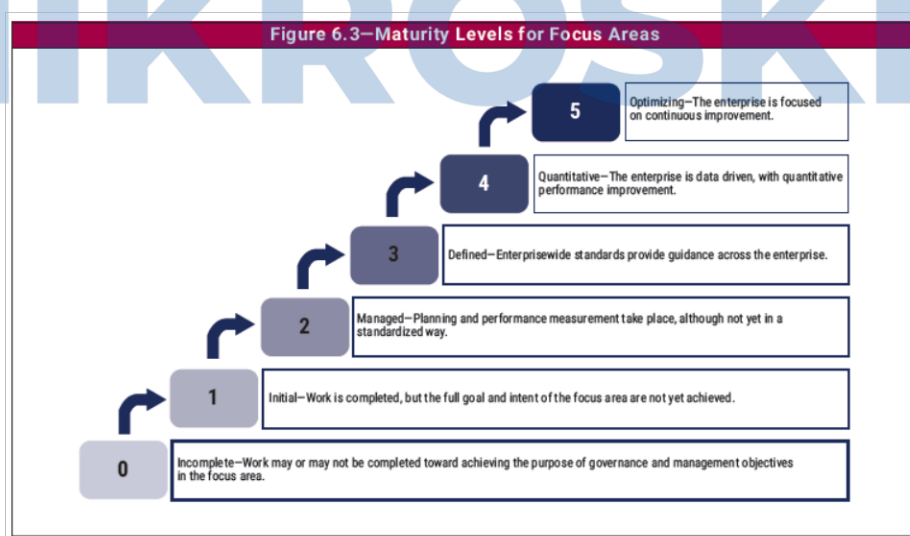 Figure 6.3—Maturity Levels for Focus Areas
5
Optimizing—The enterprise is focused
on continuous improvement.
4
Quantitative—The enterprise is data driven, with quantitative
performance improvement.
3
Defined—Enterprisewide standards provide guidance across the enterprise.
2
Managed—Planning and performance measurement take place, although not yet in a
standardized way.
1
Initial—Work is completed, but the full goal and intent of the focus area are not yet achieved.
0
Incomplete—Work may or may not be completed toward achieving the purpose of governance and management objectives
in the focus area.